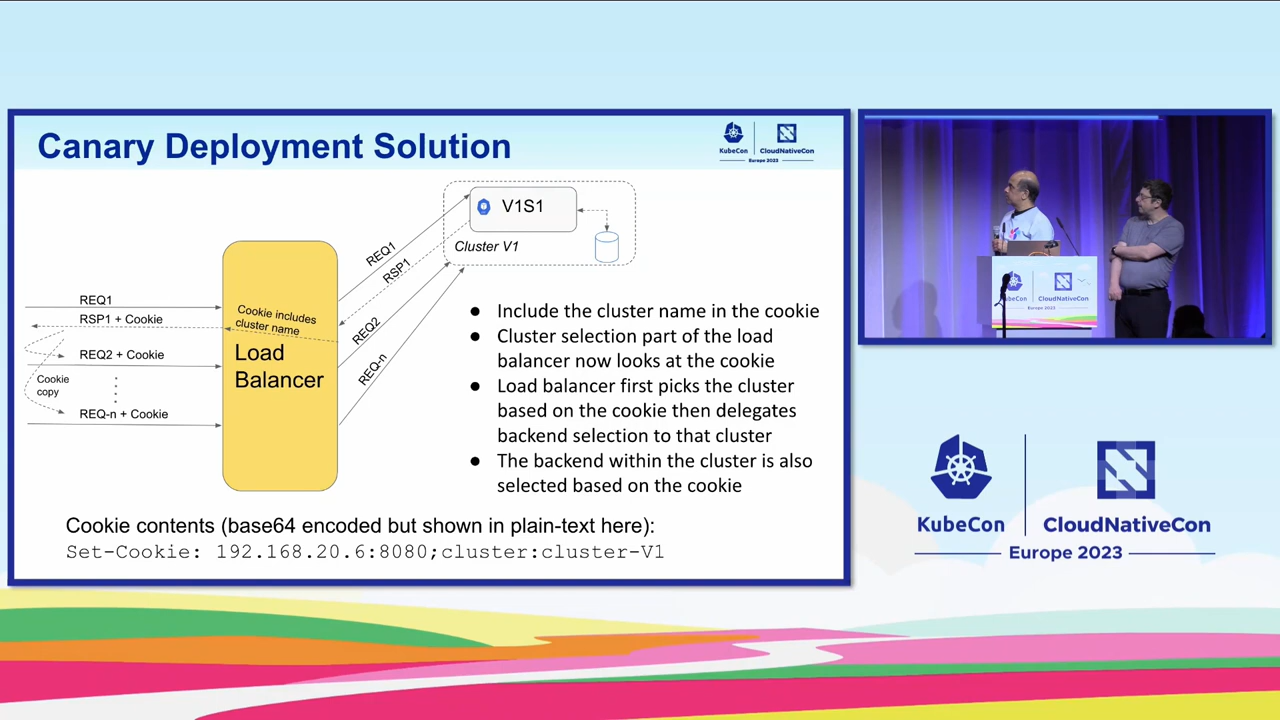 Canary Deployment Solution
KubeCon
CloudNativeCon
Europe 2023
V1S1
Cluster V1
REQ1
RSP1
REQ2
REQ-n
REQ1
RSP1 + Cookie
REQ2 + Cookie
Cookie
copy
REQ-n + Cookie
Cookie includes
cluster name
Load
Balancer
● Include the cluster name in the cookie
● Cluster selection part of the load
balancer now looks at the cookie
● Load balancer first picks the cluster
based on the cookie then delegates
backend selection to that cluster
● The backend within the cluster is also
selected based on the cookie
Cookie contents (base64 encoded but shown in plain-text here):
Set-Cookie: 192.168.20.6:8080;cluster:cluster-V1
CloudNativeCon
Europe 2023
KubeCon
CloudNativeCon
Europe 2023